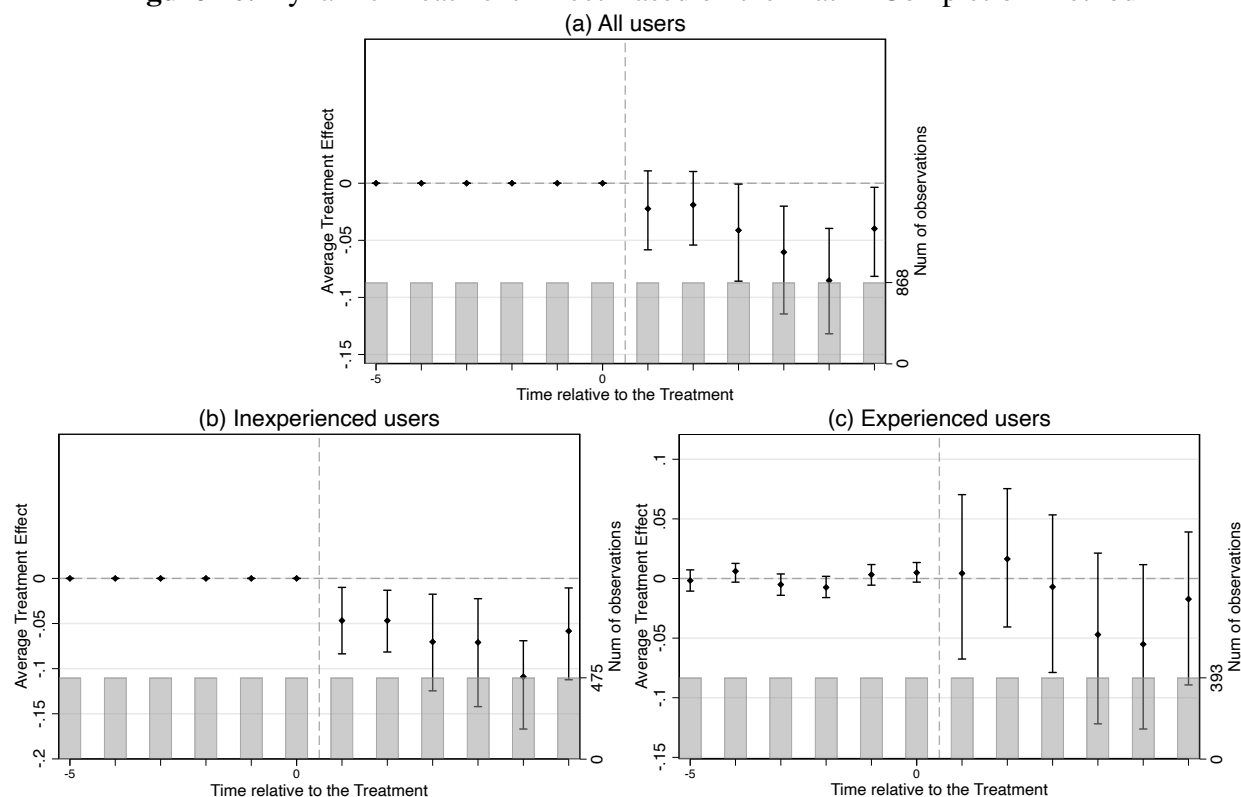 (a) All users
Average Treatment Effect
0
-.05
-.1
-.15
Num of observations
868
0
-5
0
Time relative to the Treatment
(b) Inexperienced users
Average Treatment Effect
0
-.05
-.1
-.15
-.2
Num of observations
475
0
-5
0
Time relative to the Treatment
(c) Experienced users
Average Treatment Effect
.1
.05
0
-.05
-.1
-.15
Num of observations
393
0
-5
0
Time relative to the Treatment